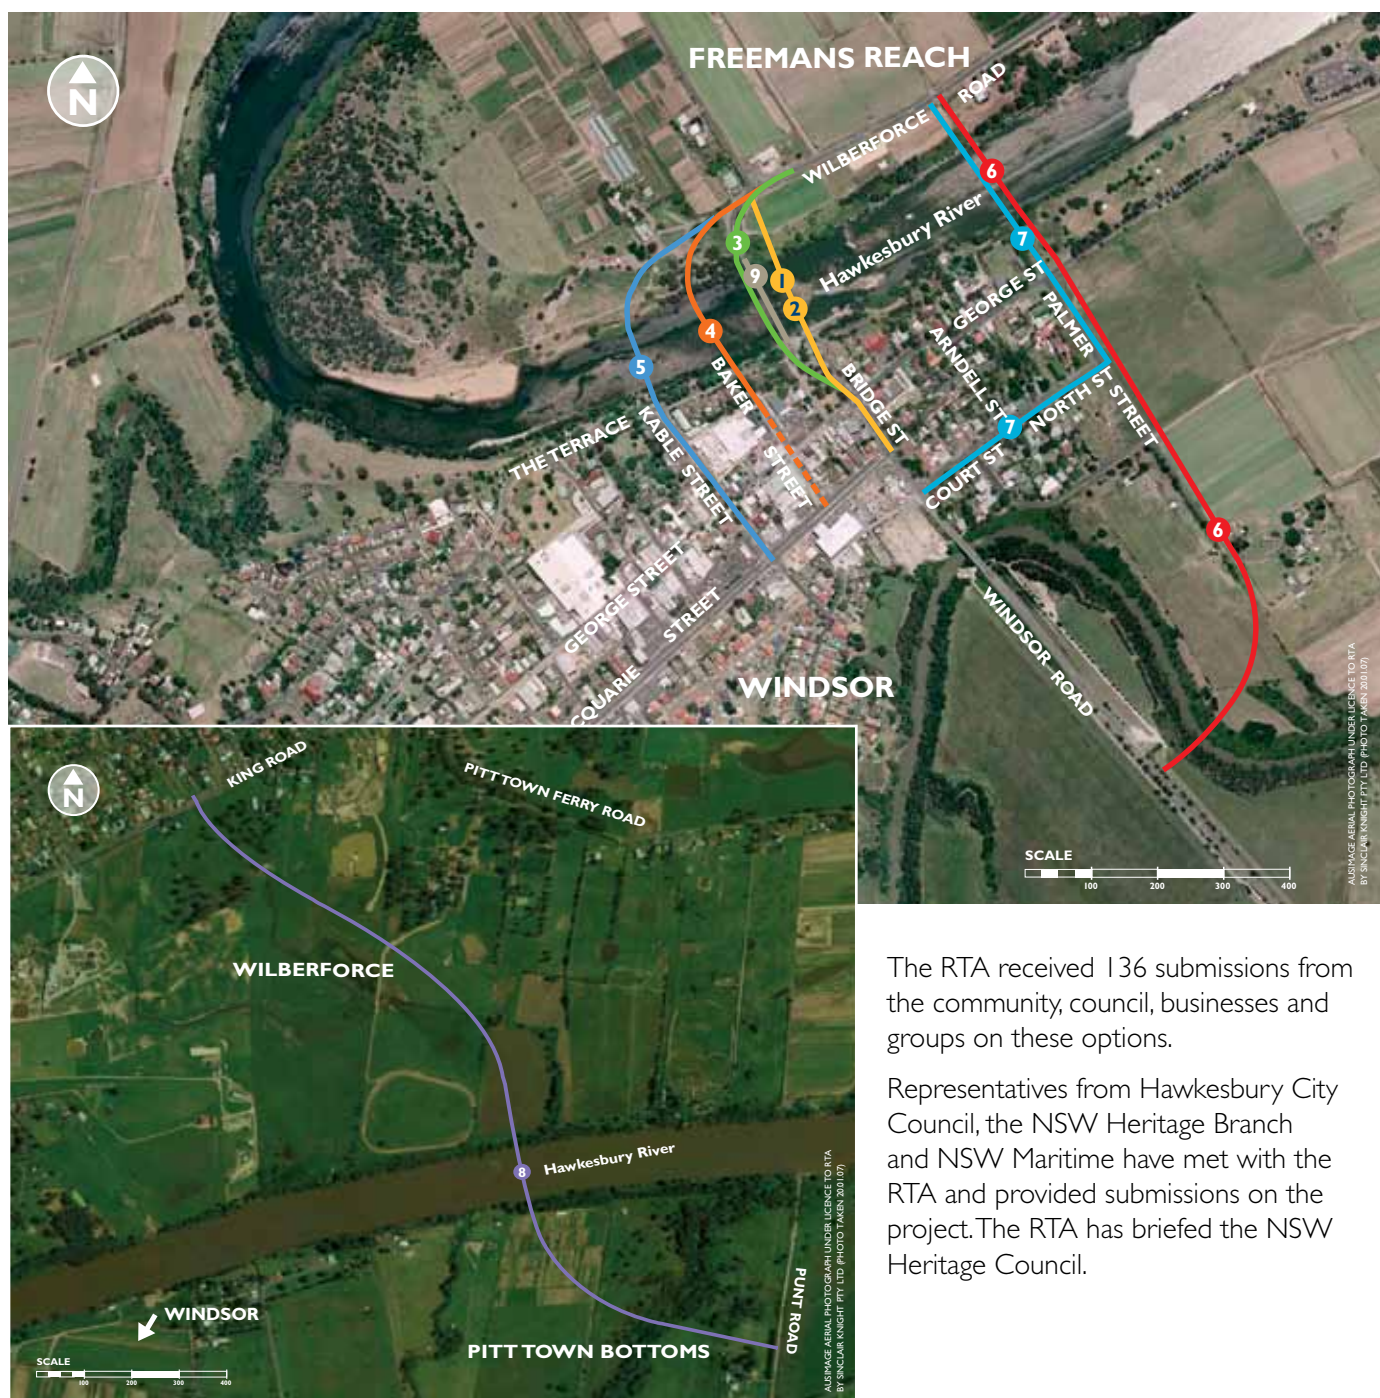 N
FREEMANS REACH
WILBERFORCE ROAD
Hawkesbury River
6
7
3
9
1
2
4
5
GEORGE ST
PALMER STREET
ARNDELL ST
NORTH ST
7
COURT ST
BRIDGE ST
BAKER STREET
KABLE STREET
THE TERRACE
6
GEORGE STREET
CQUARIE STREET
WINDSOR
WINDSOR ROAD
SCALE
100 200 300 400
AUSIMAGE AERIAL PHOTOGRAPH UNDER LICENCE TO RTA
BY SINCLAIR KNIGHT PTY LTD (PHOTO TAKEN 20.01.07)
N
KING ROAD
PITT TOWN FERRY ROAD
WILBERFORCE
8
Hawkesbury River
WINDSOR
PUNT ROAD
PITT TOWN BOTTOMS
SCALE
100 200 300 400
AUSIMAGE AERIAL PHOTOGRAPH UNDER LICENCE TO RTA
BY SINCLAIR KNIGHT PTY LTD (PHOTO TAKEN 20.01.07)
The RTA received 136 submissions from
the community, council, businesses and
groups on these options.
Representatives from Hawkesbury City
Council, the NSW Heritage Branch
and NSW Maritime have met with the
RTA and provided submissions on the
project. The RTA has briefed the NSW
Heritage Council.